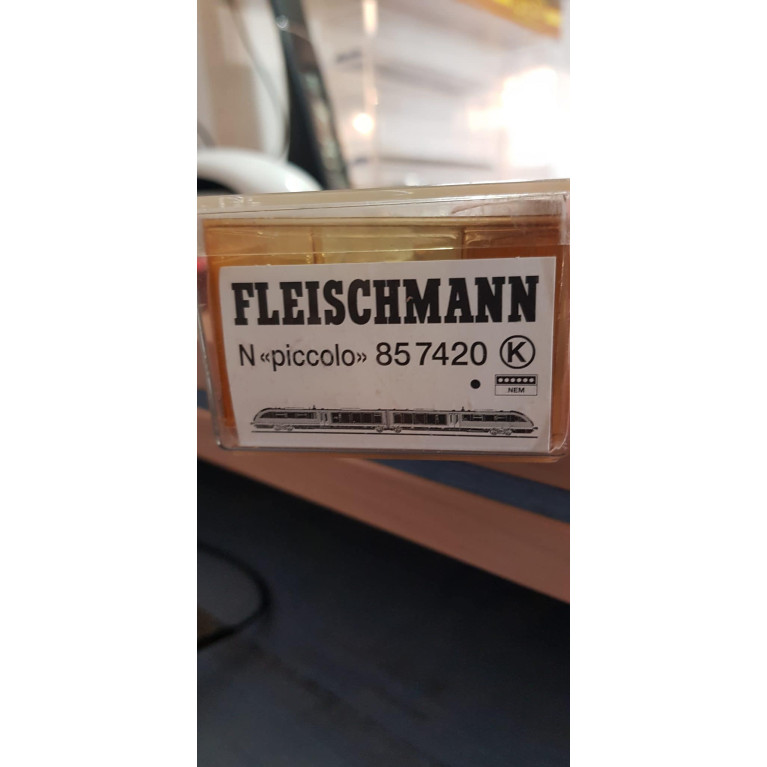 FLEISCHMANN
N «piccolo» 857420 K
NEM